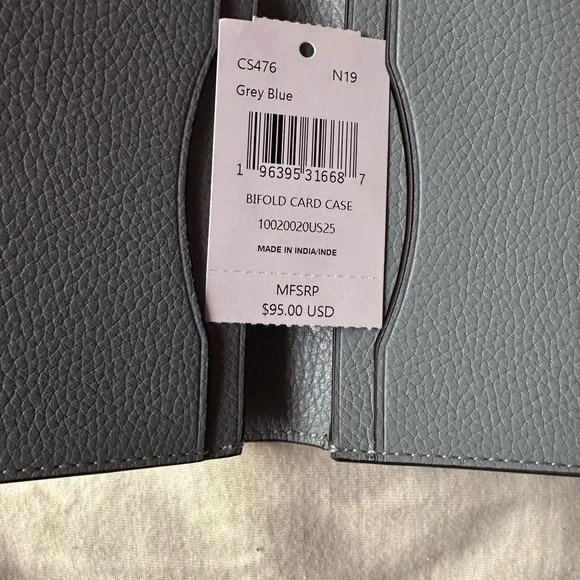 CS476 N19
Grey Blue
1 96395 31668 7
BIFOLD CARD CASE
10020020US25
MADE IN INDIA/INDE
MFSRP
$95.00 USD